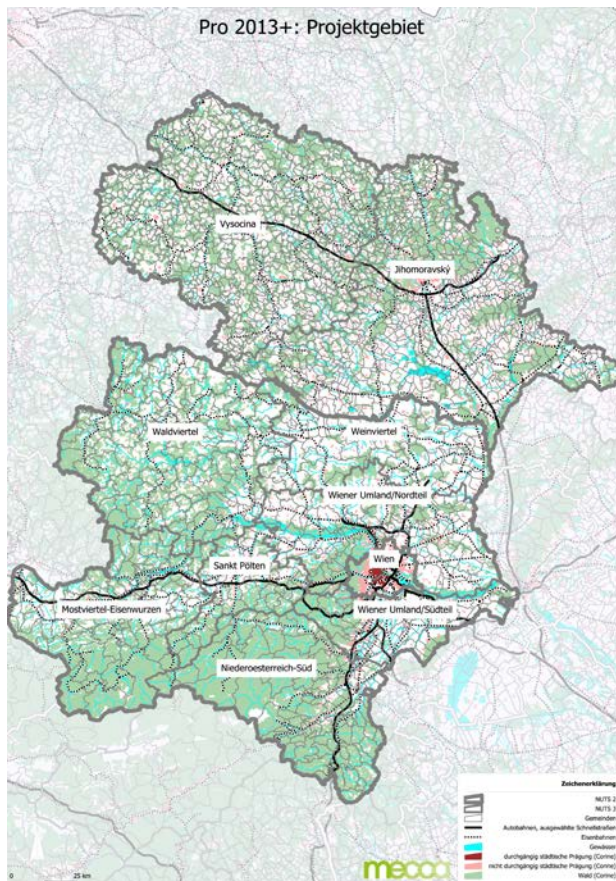 Pro 2013+: Projektgebiet
Vysocina
Jihomoravský
Waldviertel
Weinviertel
Wiener Umland/Nordteil
Wien
Sankt Pölten
Mostviertel-Eisenwurzen
Wiener Umland/Südteil
Niederoesterreich-Süd
Zeichenerklärung
NUTS 2
NUTS 3
Gemeinden
Autobahnen, ausgewählte Schnellstraßen
Eisenbahnen
Gewässer
durchgängig städtische Prägung (Corine)
nicht durchgängig städtische Prägung (Corine)
Wald (Corine)
0 25 km
mecca